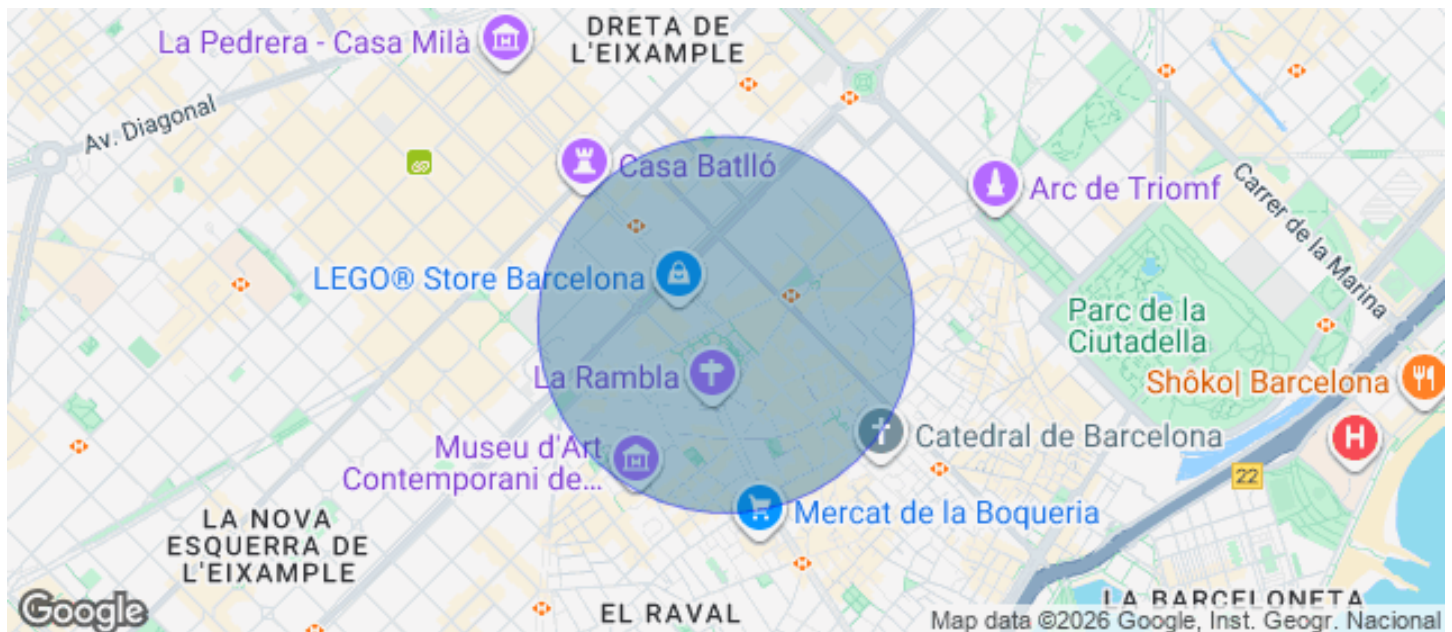 La Pedrera - Casa Milà
DRETA DE
L'EIXAMPLE
Av. Diagonal
Casa Batlló
Arc de Triomf
Carrer de la Marina
LEGO® Store Barcelona
Parc de la
Ciutadella
La Rambla
Shôko| Barcelona
Museu d'Art
Contemporani de...
Catedral de Barcelona
H
22
Mercat de la Boqueria
LA NOVA
ESQUERRA DE
L'EIXAMPLE
EL RAVAL
LA BARCELONETA
Google
Map data ©2026 Google, Inst. Geogr. Nacional